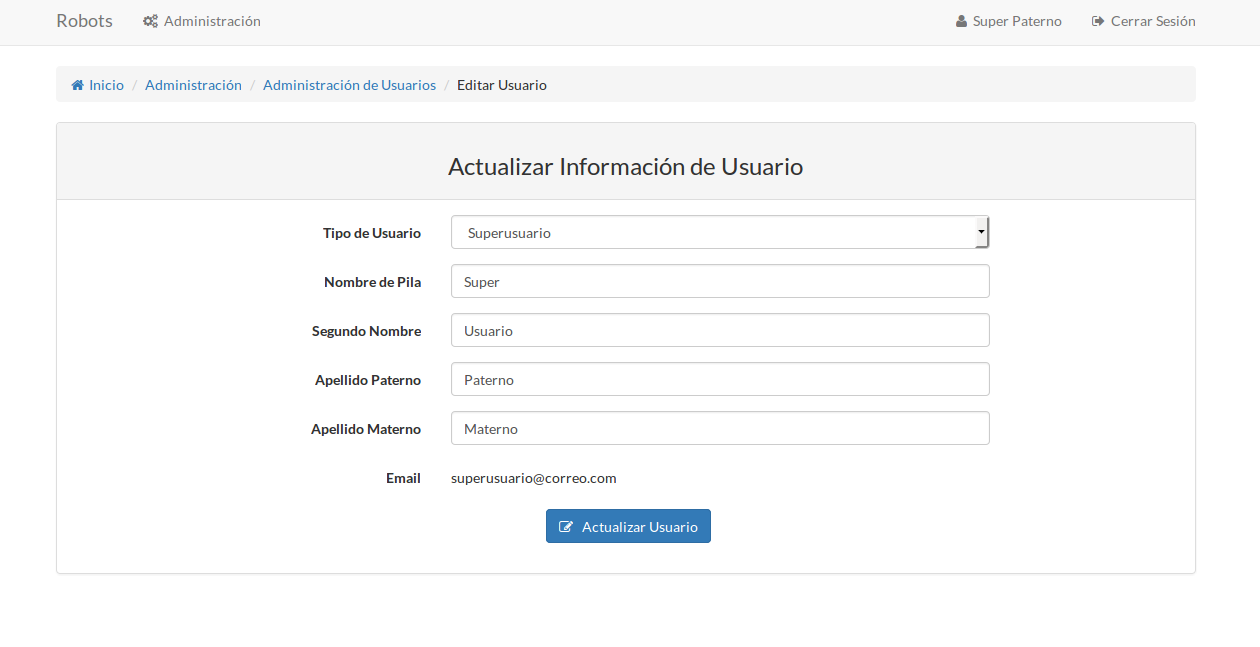 Robots Administración Super Paterno Cerrar Sesión
Inicio / Administración / Administración de Usuarios / Editar Usuario
Actualizar Información de Usuario
Tipo de Usuario Superusuario
Nombre de Pila Super
Segundo Nombre Usuario
Apellido Paterno Paterno
Apellido Materno Materno
Email superusuario@correo.com
Actualizar Usuario